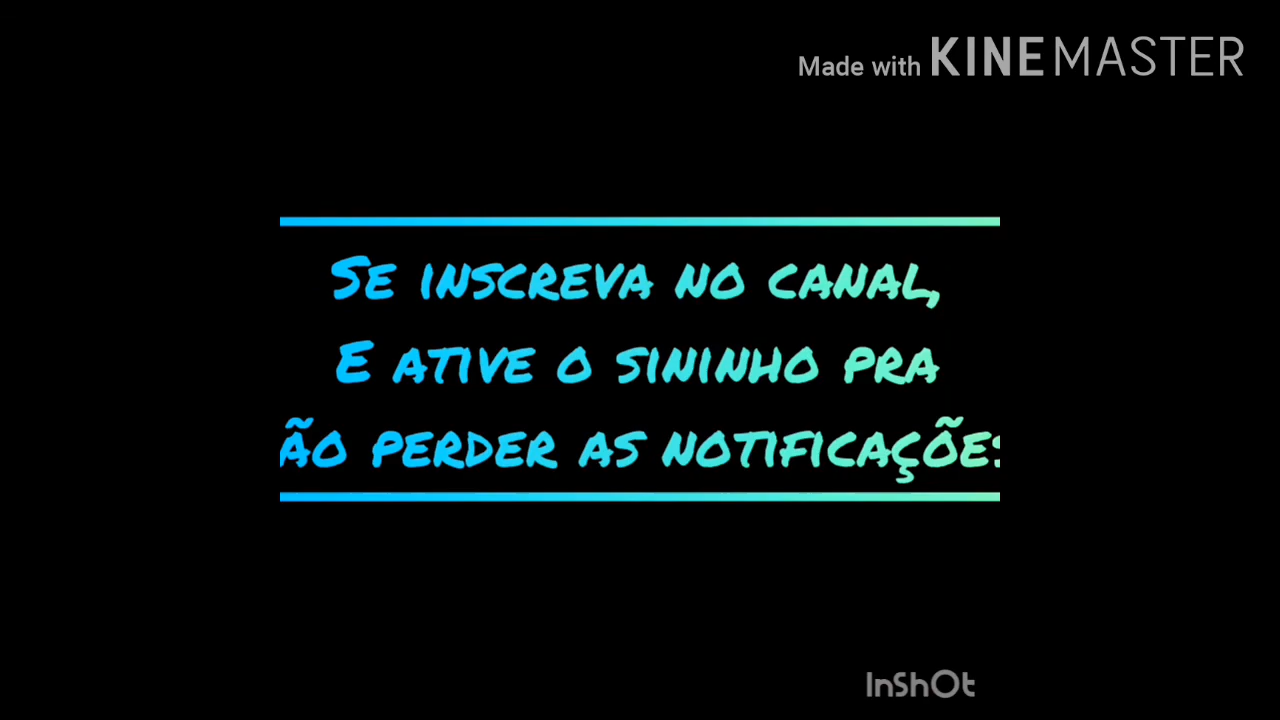 Made with KINEMASTER
SE INSCREVA NO CANAL,
E ATIVE O SININHO PRA
ÃO PERDER AS NOTIFICAÇÕES
InShOt